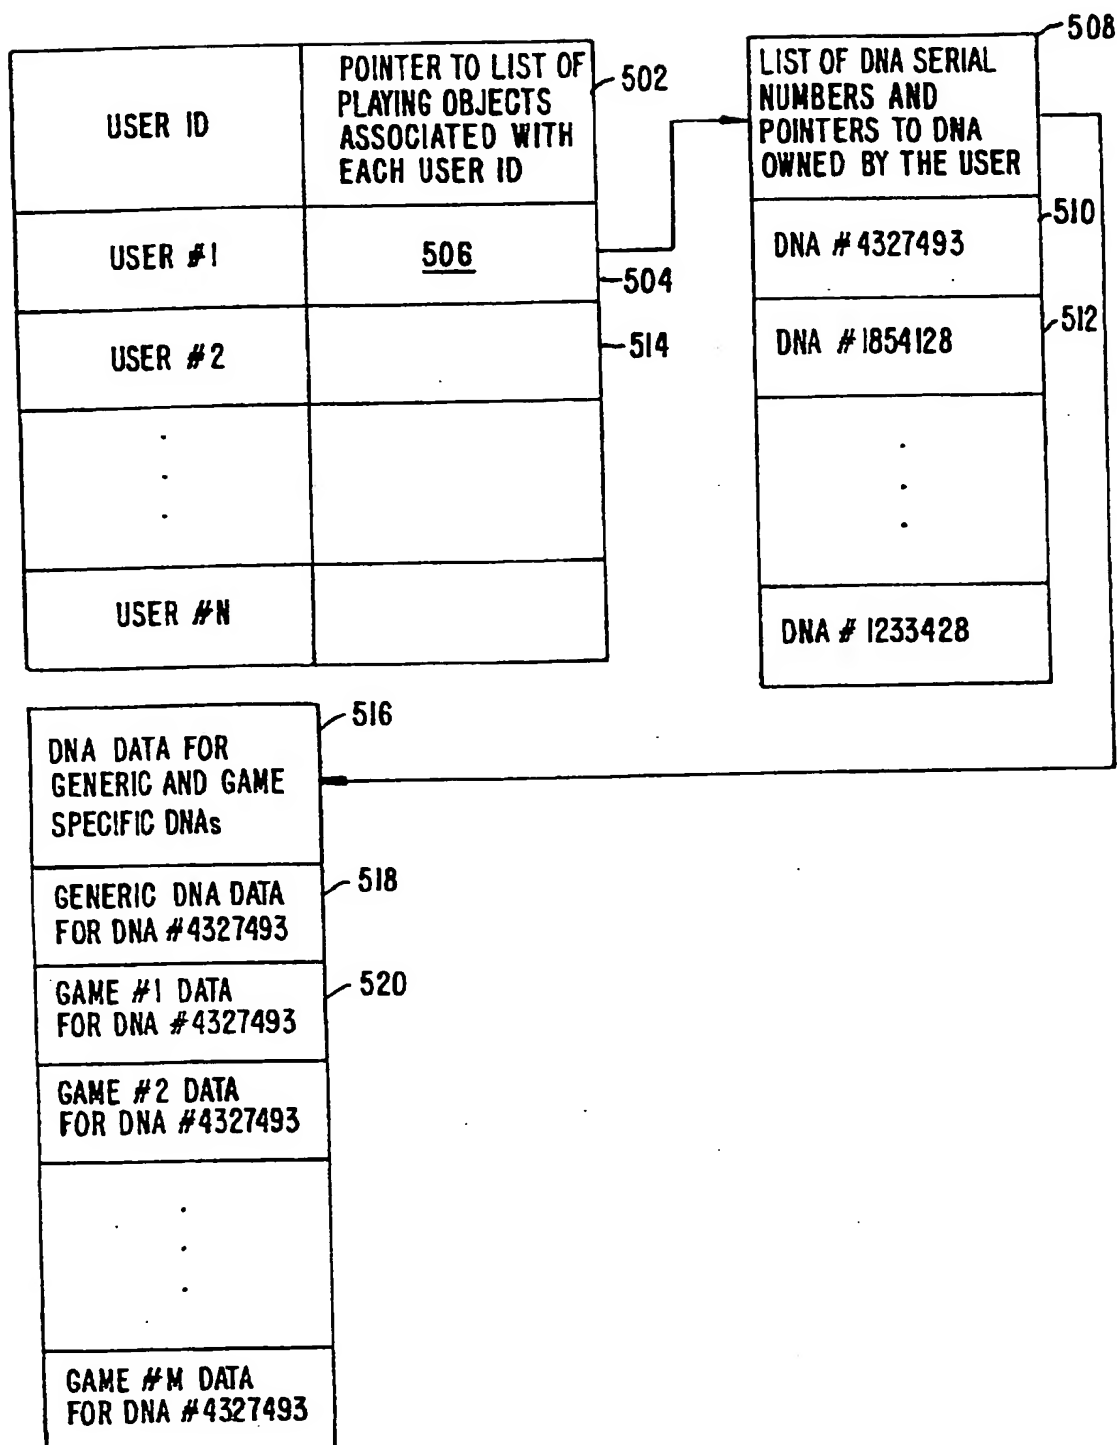 USER ID
POINTER TO LIST OF
PLAYING OBJECTS
ASSOCIATED WITH
EACH USER ID
502
USER #1
506
504
USER #2
514
USER #N
508
LIST OF DNA SERIAL
NUMBERS AND
POINTERS TO DNA
OWNED BY THE USER
510
DNA #4327493
512
DNA #1854128
DNA # 1233428
516
DNA DATA FOR
GENERIC AND GAME
SPECIFIC DNAs
518
GENERIC DNA DATA
FOR DNA #4327493
520
GAME #1 DATA
FOR DNA #4327493
GAME #2 DATA
FOR DNA #4327493
GAME #M DATA
FOR DNA #4327493